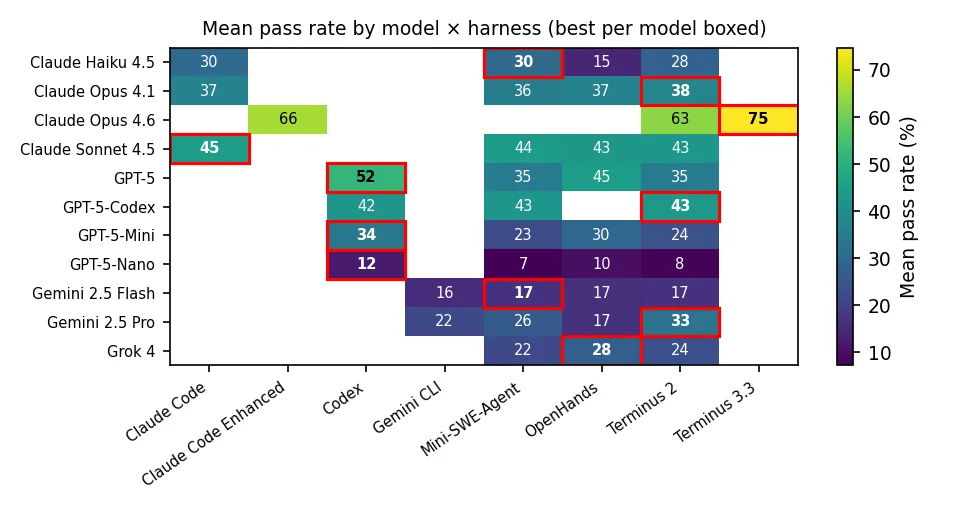 Mean pass rate by model × harness (best per model boxed)
Claude Haiku 4.5 30 30 15 28
Claude Opus 4.1 37 36 37 38
Claude Opus 4.6 66 63 75
Claude Sonnet 4.5 45 44 43 43
GPT-5 52 35 45 35
GPT-5-Codex 42 43 43
GPT-5-Mini 34 23 30 24
GPT-5-Nano 12 7 10 8
Gemini 2.5 Flash 16 17 17 17
Gemini 2.5 Pro 22 26 17 33
Grok 4 22 28 24
Claude Code
Claude Code Enhanced
Codex
Gemini CLI
Mini-SWE-Agent
OpenHands
Terminus 2
Terminus 3.3
70
60
50
40
30
20
10
Mean pass rate (%)